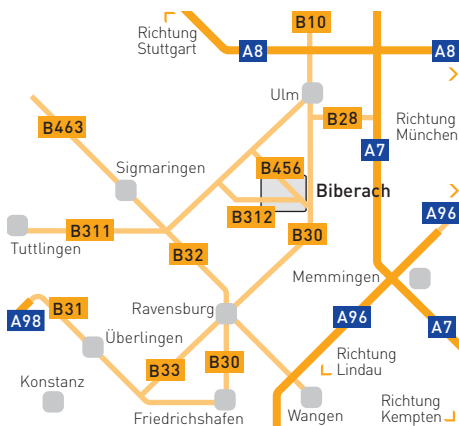 B10
Richtung
Stuttgart
A8
A8
Ulm
B28
Richtung
München
B463
A7
Sigmaringen
B456
Biberach
A96
B311
B312
B30
Tuttlingen
B32
Memmingen
B31
Ravensburg
A98
A96
A7
Überlingen
B33
B30
Richtung
Lindau
Konstanz
Richtung
Kempten
Friedrichshafen
Wangen